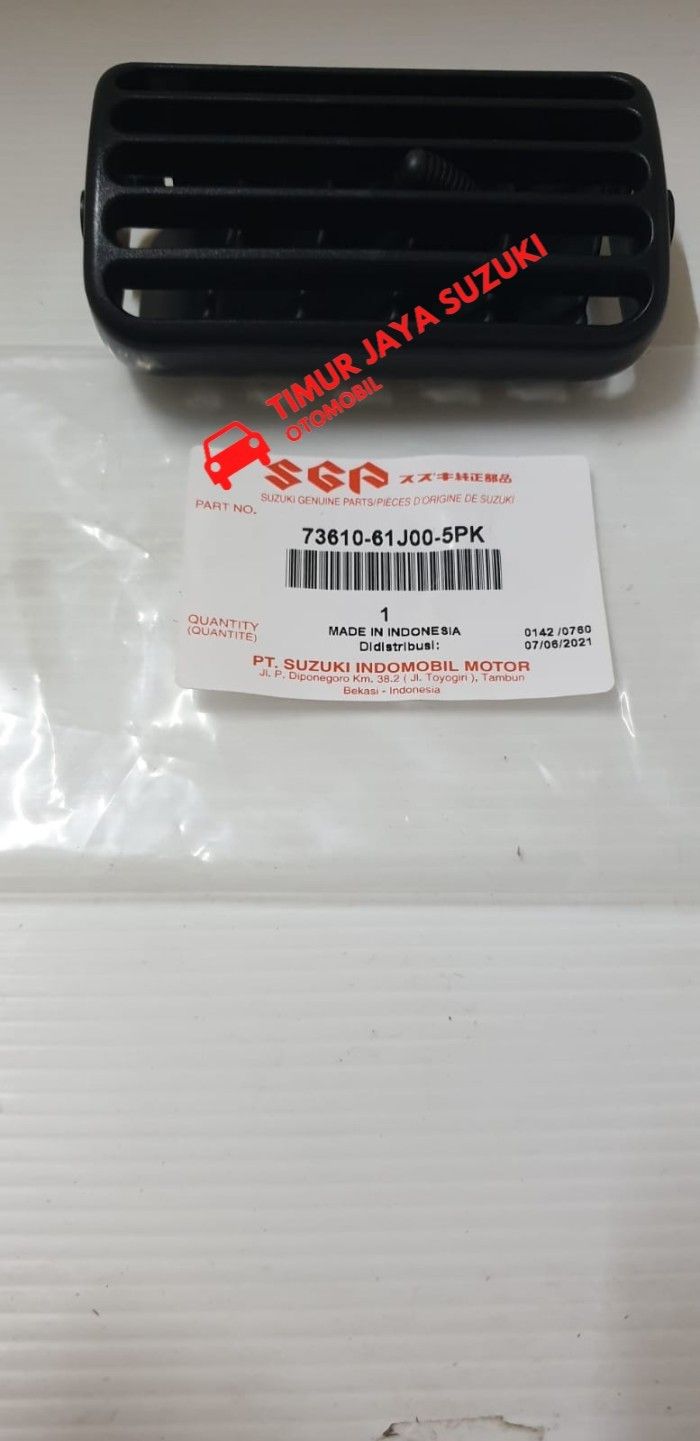 TIMUR JAYA SUZUKI
OTOMOBIL
SGP スズキ純正部品
SUZUKI GENUINE PARTS/PIÈCES D'ORIGINE DE SUZUKI
PART NO.
73610-61J00-5PK
QUANTITY
(QUANTITÉ)
1
MADE IN INDONESIA
Didistribusi:
0142 /0760
07/06/2021
PT. SUZUKI INDOMOBIL MOTOR
Jl. P. Diponegoro Km. 38.2 ( Jl. Toyogiri ), Tambun
Bekasi - Indonesia